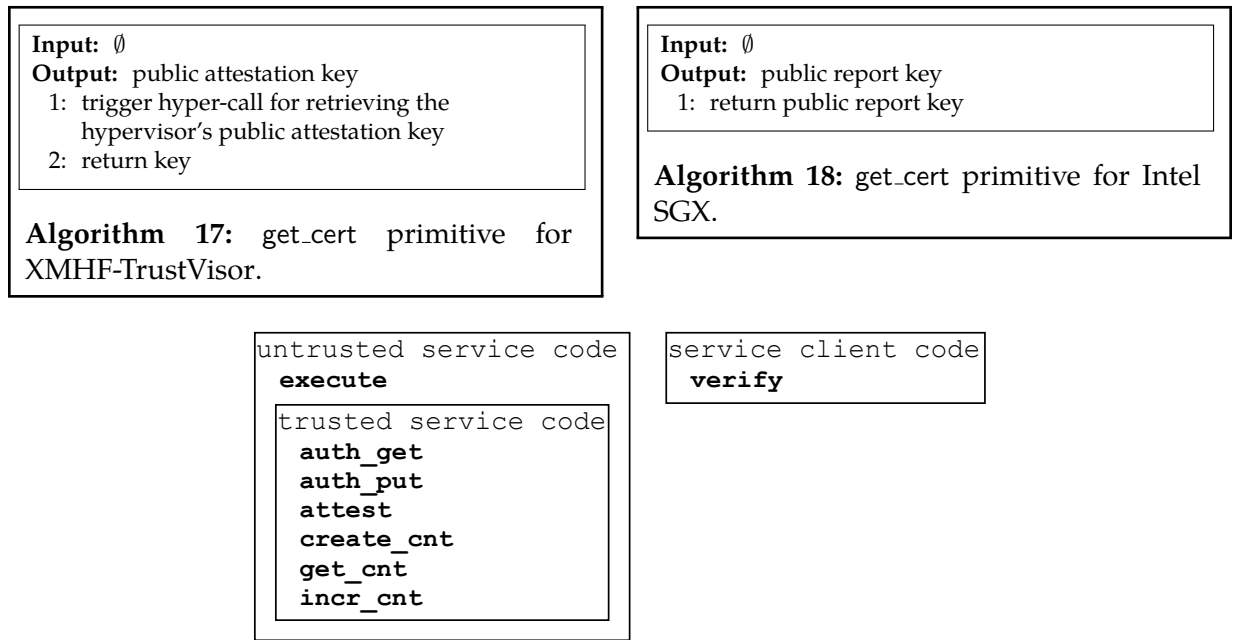 Input: ∅
Output: public attestation key
1: trigger hyper-call for retrieving the
hypervisor's public attestation key
2: return key
Algorithm 17: get_cert primitive for
XMHF-TrustVisor.
Input: ∅
Output: public report key
1: return public report key
Algorithm 18: get_cert primitive for Intel
SGX.
untrusted service code
execute
trusted service code
auth_get
auth_put
attest
create_cnt
get_cnt
incr_cnt
service client code
verify